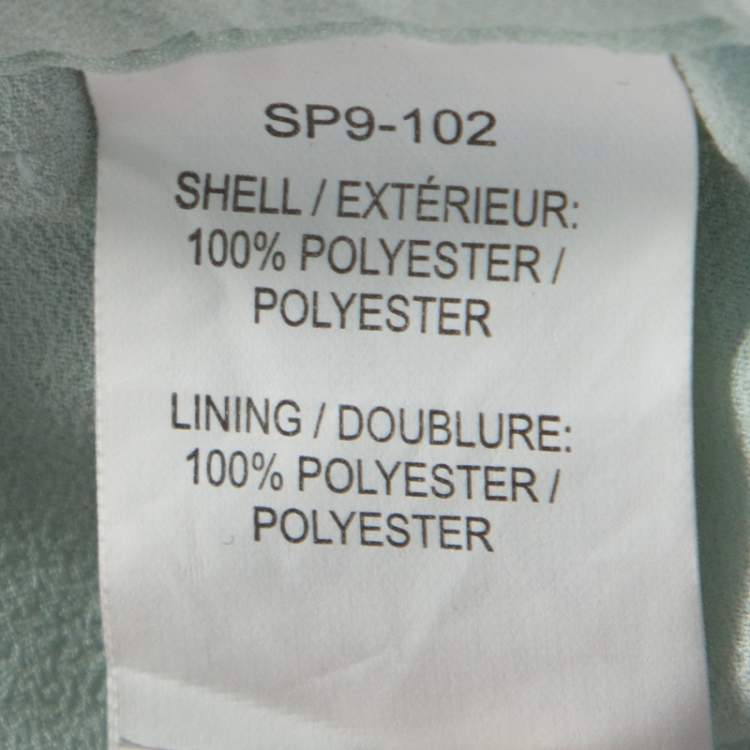 SP9-102
SHELL / EXTÉRIEUR:
100% POLYESTER /
POLYESTER
LINING / DOUBLURE:
100% POLYESTER /
POLYESTER